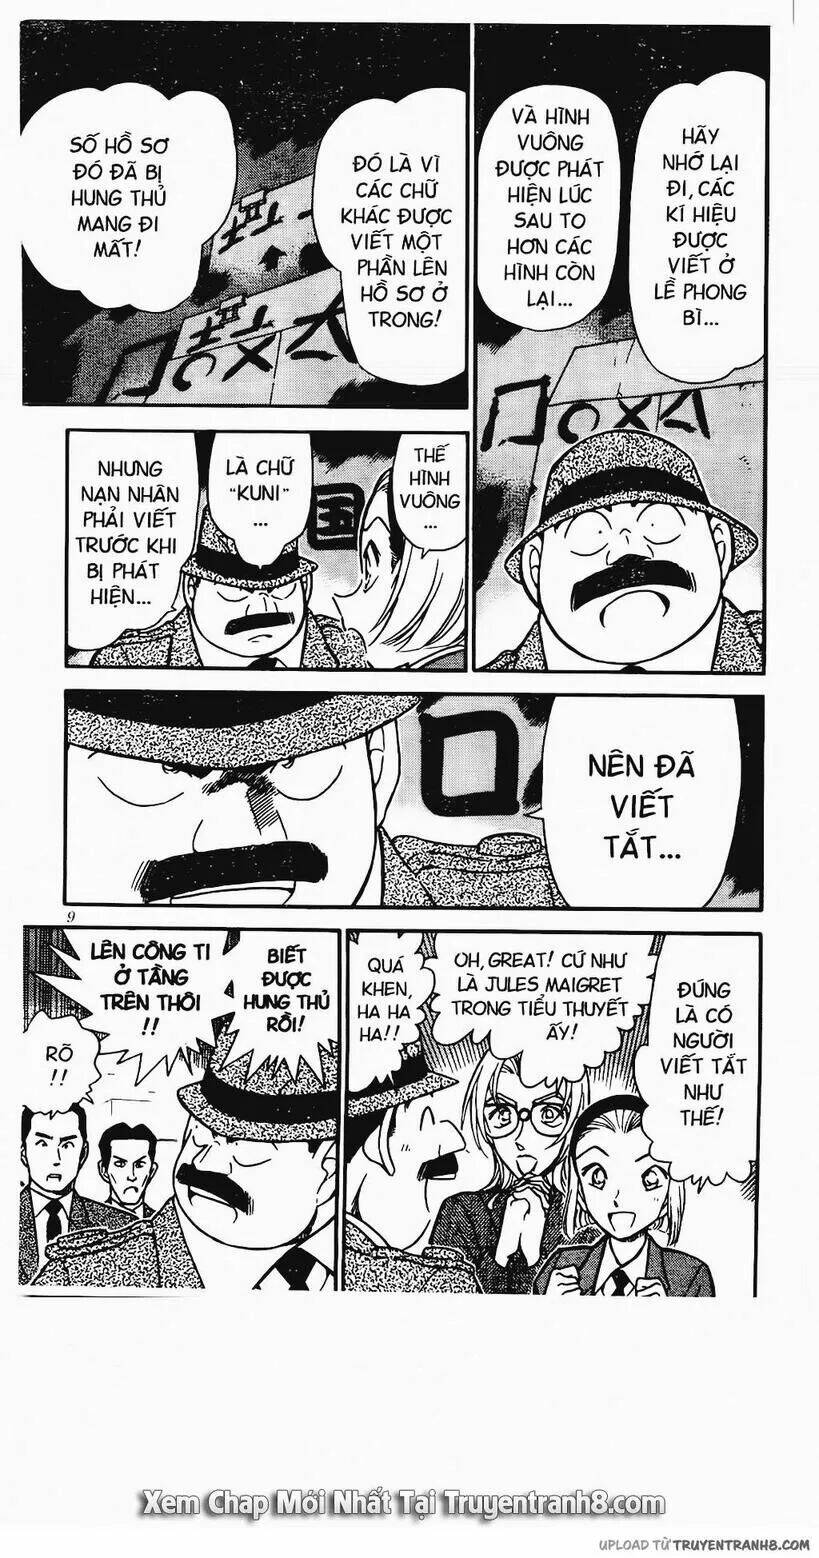 HÃY
NHỚ LẠI
ĐI, CÁC
KÍ HIỆU
ĐƯỢC
VIẾT Ở
LỀ PHONG
BÌ...
VÀ HÌNH
VUÔNG
ĐƯỢC PHÁT
HIỆN LÚC
SAU TO
HƠN CÁC
HÌNH CÒN
LẠI...
ĐÓ LÀ VÌ
CÁC CHỮ
KHÁC ĐƯỢC
VIẾT MỘT
PHẦN LÊN
HỒ SƠ Ở
TRONG!
SỐ HỒ SƠ
ĐÓ ĐÃ BỊ
HUNG THỦ
MANG ĐI
MẤT!
THẾ
HÌNH
VUÔNG
...
国
LÀ CHỮ
"KUNI"
...
NHƯNG
NẠN NHÂN
PHẢI VIẾT
TRƯỚC KHI
BỊ PHÁT
HIỆN...
NÊN ĐÃ
VIẾT
TẮT...
9
ĐÚNG
LÀ CÓ
NGƯỜI
VIẾT TẮT
NHƯ
THẾ!
OH, GREAT! CỨ NHƯ
LÀ JULES MAIGRET
TRONG TIỂU THUYẾT
ẤY!
QUÁ
KHEN,
HA HA
HA!!
BIẾT
ĐƯỢC
HUNG THỦ
RỒI!
LÊN CÔNG TI
Ở TẦNG
TRÊN THÔI
!!
RÕ
!!
Xem Chap Mới Nhất Tại Truyentranh8.com
UPLOAD TỪ TRUYENTRANH8.COM